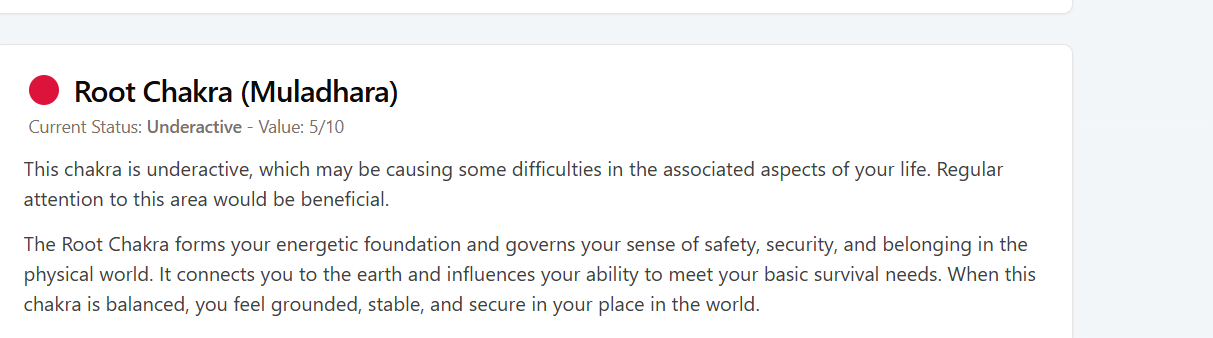 Root Chakra (Muladhara)
Current Status: Underactive - Value: 5/10
This chakra is underactive, which may be causing some difficulties in the associated aspects of your life. Regular
attention to this area would be beneficial.
The Root Chakra forms your energetic foundation and governs your sense of safety, security, and belonging in the
physical world. It connects you to the earth and influences your ability to meet your basic survival needs. When this
chakra is balanced, you feel grounded, stable, and secure in your place in the world.